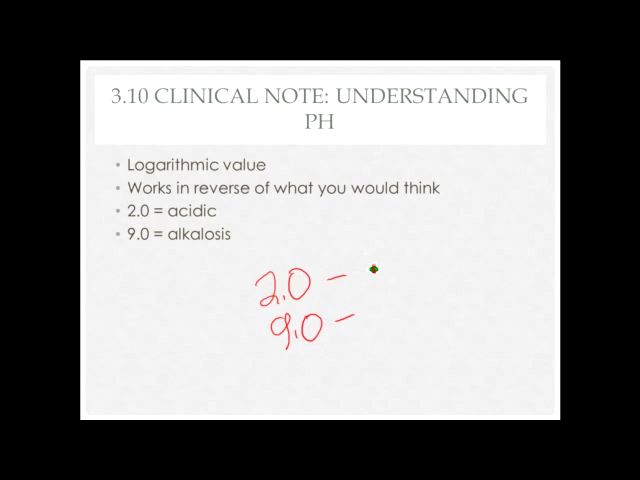 3.10 CLINICAL NOTE: UNDERSTANDING
PH
• Logarithmic value
• Works in reverse of what you would think
• 2.0 = acidic
• 9.0 = alkalosis
2.0 –
9.0 –